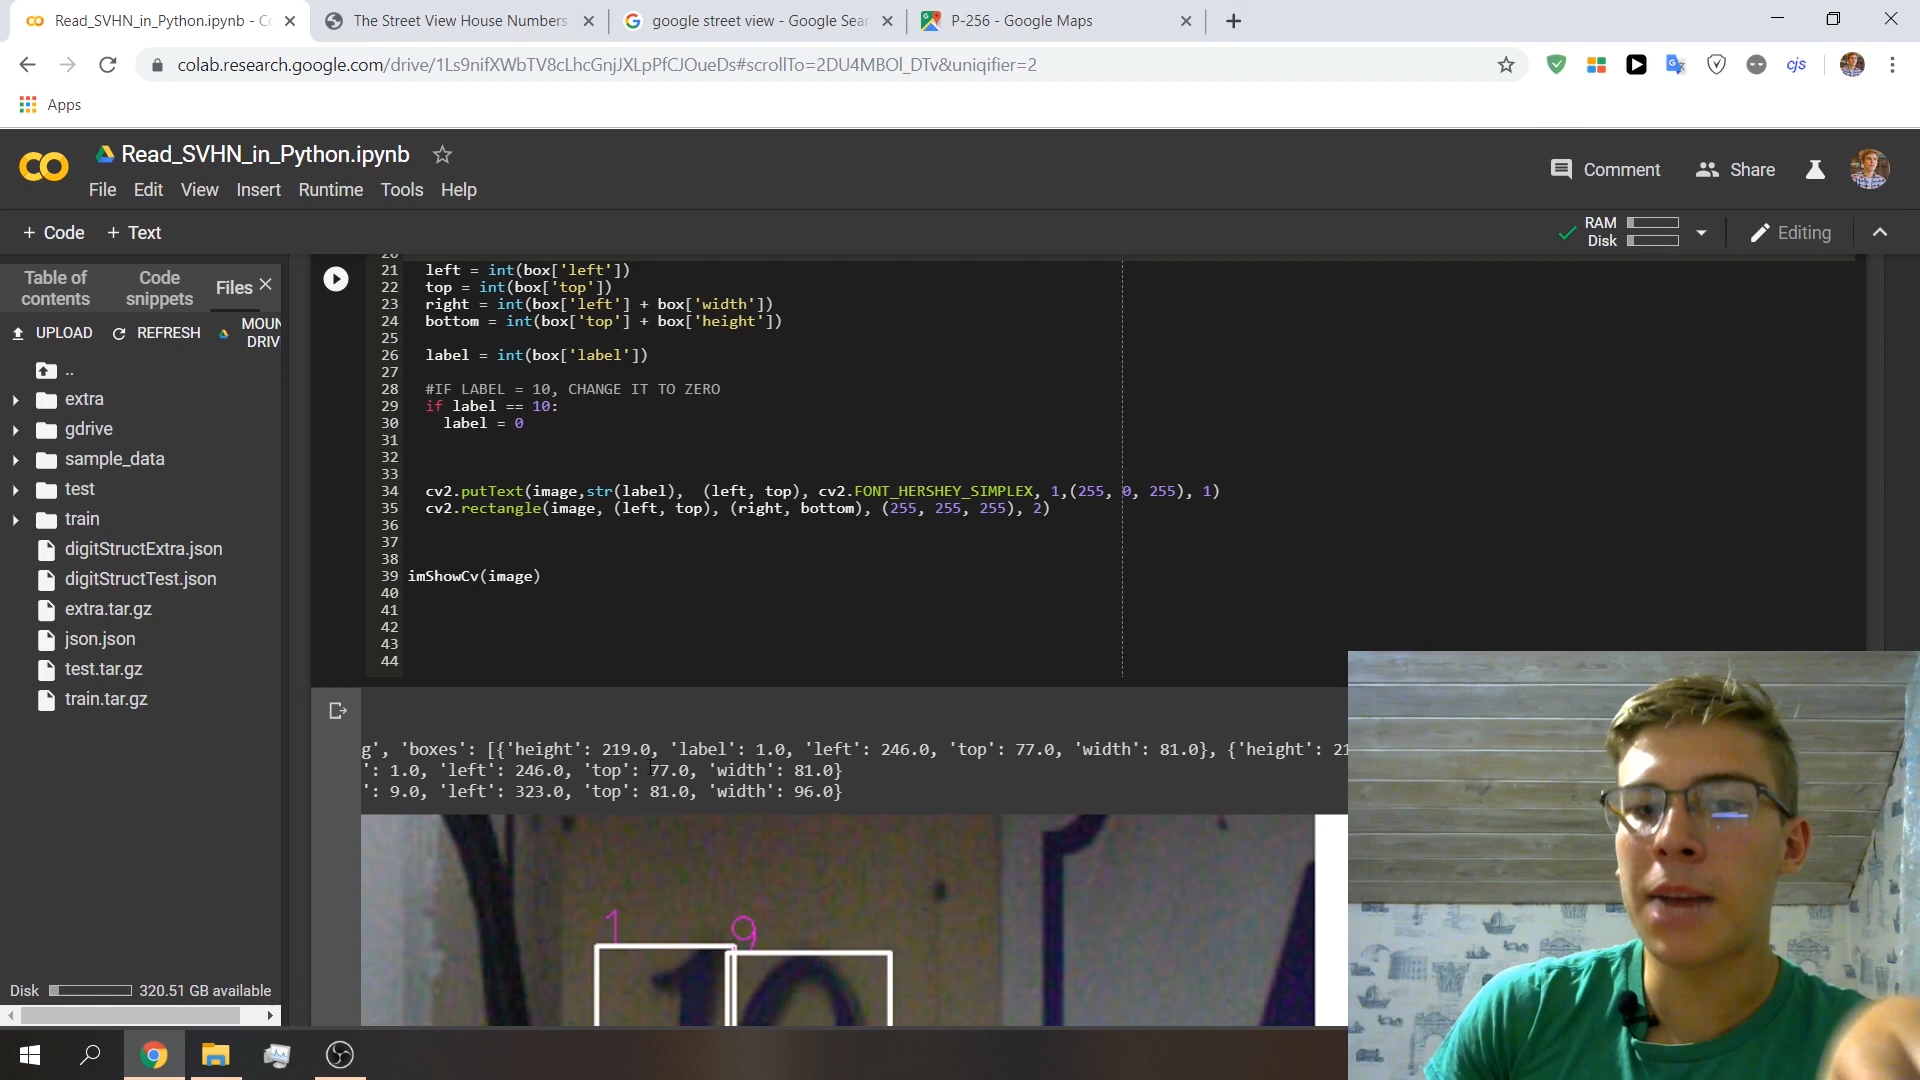 Read_SVHN_in_Python.ipynb - Co
The Street View House Numbers
google street view - Google Sear
P-256 - Google Maps
colab.research.google.com/drive/1Ls9nifXWbTV8cLhcGnjJXLpPfCJOueDs#scrollTo=2DU4MBOl_DTv&uniqifier=2
cjs
Apps
CO
Read_SVHN_in_Python.ipynb
File Edit View Insert Runtime Tools Help
Comment
Share
+ Code + Text
RAM
Disk
Editing
Table of contents
Code snippets
Files
UPLOAD
REFRESH
MOUN
DRIV
..
extra
gdrive
sample_data
test
train
digitStructExtra.json
digitStructTest.json
extra.tar.gz
json.json
test.tar.gz
train.tar.gz
Disk
320.51 GB available
20
21 left = int(box['left'])
22 top = int(box['top'])
23 right = int(box['left'] + box['width'])
24 bottom = int(box['top'] + box['height'])
25
26 label = int(box['label'])
27
28 #IF LABEL = 10, CHANGE IT TO ZERO
29 if label == 10:
30 label = 0
31
32
33
34 cv2.putText(image,str(label), (left, top), cv2.FONT_HERSHEY_SIMPLEX, 1,(255, 0, 255), 1)
35 cv2.rectangle(image, (left, top), (right, bottom), (255, 255, 255), 2)
36
37
38
39 imShowCv(image)
40
41
42
43
44
g', 'boxes': [{'height': 219.0, 'label': 1.0, 'left': 246.0, 'top': 77.0, 'width': 81.0}, {'height': 21
': 1.0, 'left': 246.0, 'top': 77.0, 'width': 81.0}
': 9.0, 'left': 323.0, 'top': 81.0, 'width': 96.0}
1 9